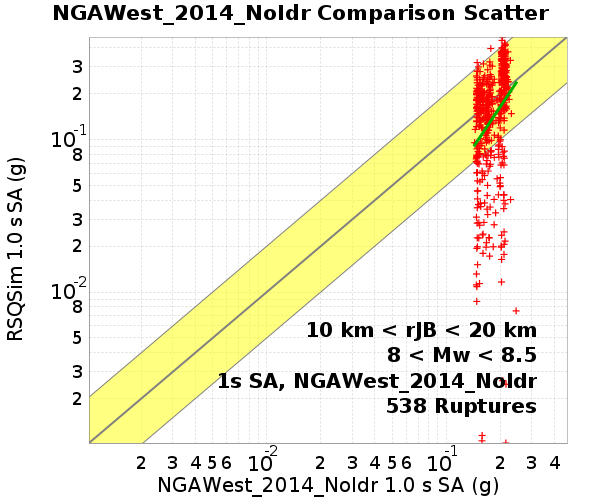 NGAWest_2014_NoIdr Comparison Scatter
RSQSim 1.0 s SA (g)
3
2
10-1
8
5
3
2
10-2
8
5
3
2
10 km < rJB < 20 km
8 < Mw < 8.5
1s SA, NGAWest_2014_NoIdr
538 Ruptures
2 3 4 5 6 10-2 2 3 4 5 6 10-1 2 3 4
NGAWest_2014_NoIdr 1.0 s SA (g)